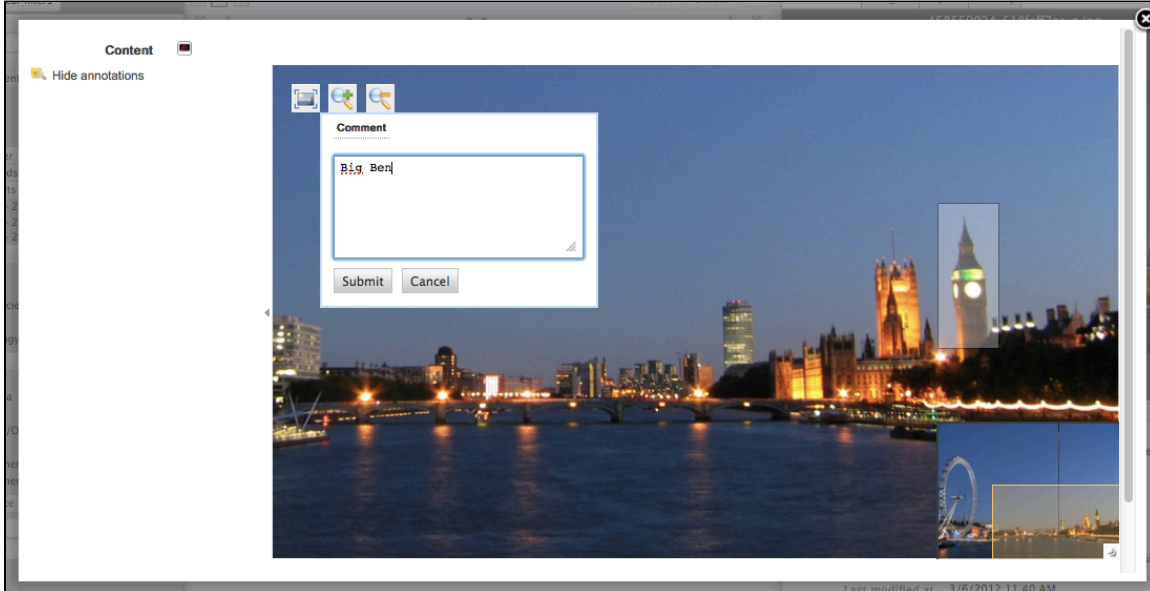 Content
Hide annotations
Comment
Big Ben
Submit
Cancel
Last modified at 3/6/2012 11:40 AM